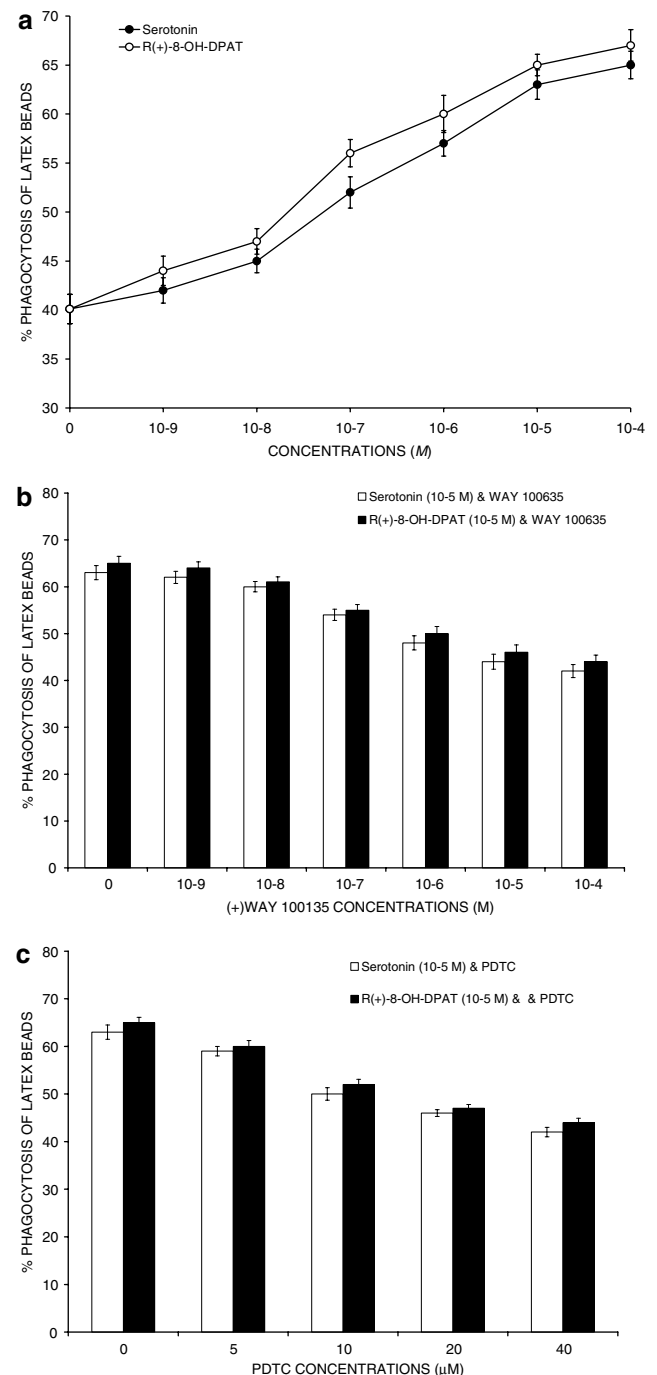 a
Serotonin
R(+)-8-OH-DPAT
% PHAGOCYTOSIS OF LATEX BEADS
70
65
60
55
50
45
40
35
30
0 10-9 10-8 10-7 10-6 10-5 10-4
CONCENTRATIONS (M)
b
Serotonin (10-5 M) & WAY 100635
R(+)-8-OH-DPAT (10-5 M) & WAY 100635
% PHAGOCYTOSIS OF LATEX BEADS
80
70
60
50
40
30
20
10
0
0 10-9 10-8 10-7 10-6 10-5 10-4
(+)WAY 100135 CONCENTRATIONS (M)
c
Serotonin (10-5 M) & PDTC
R(+)-8-OH-DPAT (10-5 M) & & PDTC
% PHAGOCYTOSIS OF LATEX BEADS
80
70
60
50
40
30
20
10
0
0 5 10 20 40
PDTC CONCENTRATIONS (μM)